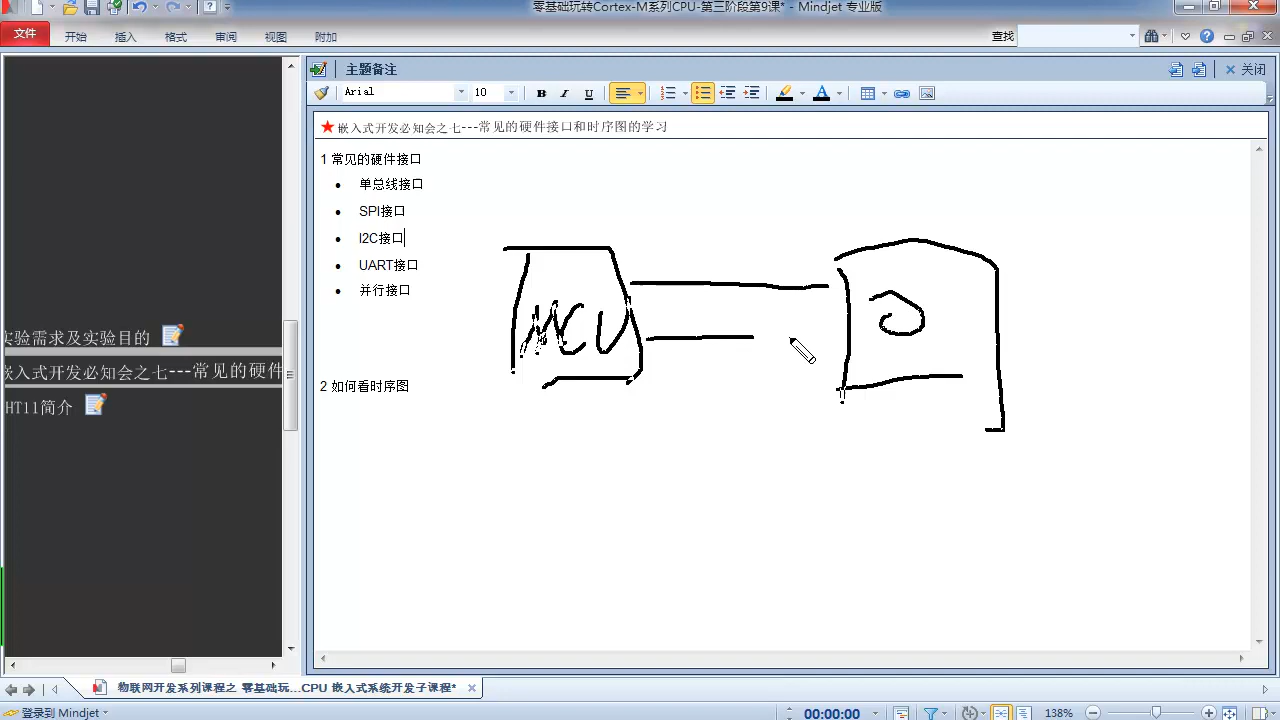 零基础玩转Cortex-M系列CPU-第三阶段第9课* - Mindjet 专业版
文件 开始 插入 格式 审阅 视图 附加 查找
主题备注 关闭
Arial 10 B I U
★嵌入式开发必知会之七---常见的硬件接口和时序图的学习
1 常见的硬件接口
• 单总线接口
• SPI接口
• I2C接口
• UART接口
• 并行接口
2 如何看时序图
MCU
实验需求及实验目的
嵌入式开发必知会之七---常见的硬件
HT11简介
物联网开发系列课程之 零基础玩...CPU 嵌入式系统开发子课程*
登录到 Mindjet 00:00:00 138%